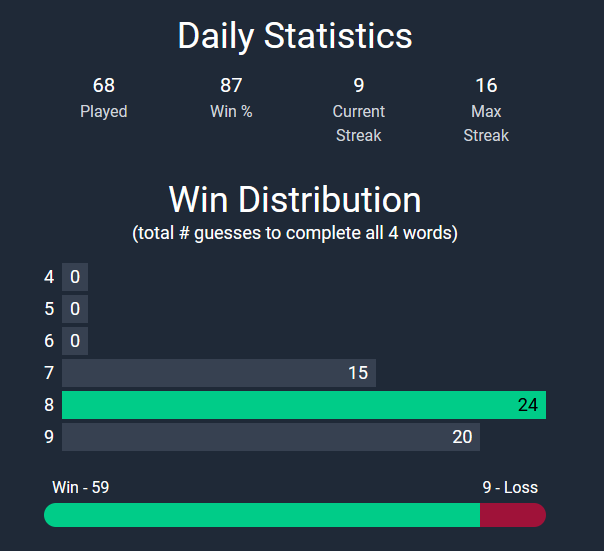 Daily Statistics
68 87 9 16
Played Win % Current Streak Max Streak
Win Distribution
(total # guesses to complete all 4 words)
4 0
5 0
6 0
7 15
8 24
9 20
Win - 59 9 - Loss